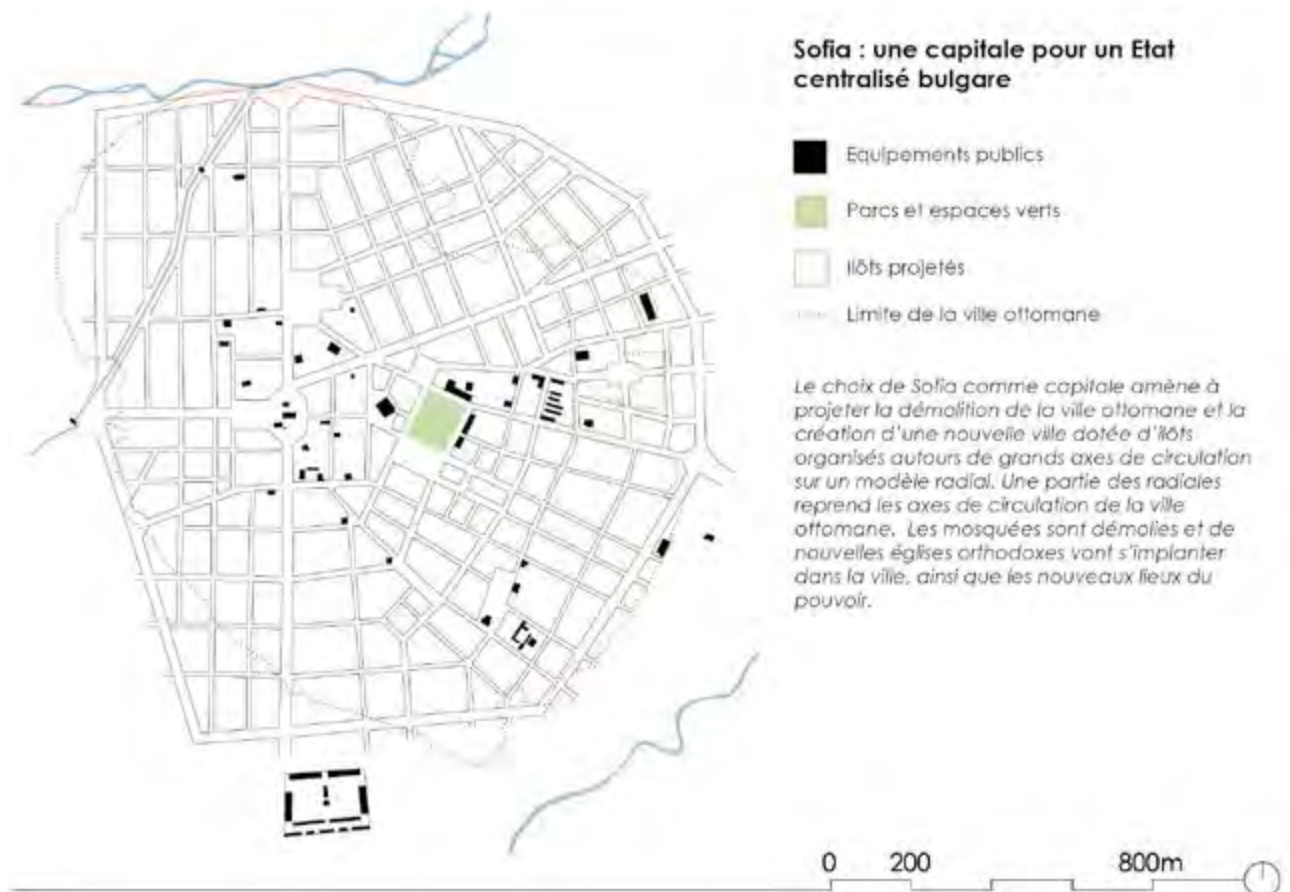 Sofia : une capitale pour un Etat
centralisé bulgare
Equipements publics
Parcs et espaces verts
Ilôts projetés
Limite de la ville ottomane
Le choix de Sofia comme capitale amène à
projeter la démolition de la ville ottomane et la
création d'une nouvelle ville dotée d'îlôts
organisés autours de grands axes de circulation
sur un modèle radial. Une partie des radiales
reprend les axes de circulation de la ville
ottomane. Les mosquées sont démolies et de
nouvelles églises orthodoxes vont s'implanter
dans la ville, ainsi que les nouveaux lieux du
pouvoir.
0 200 800m